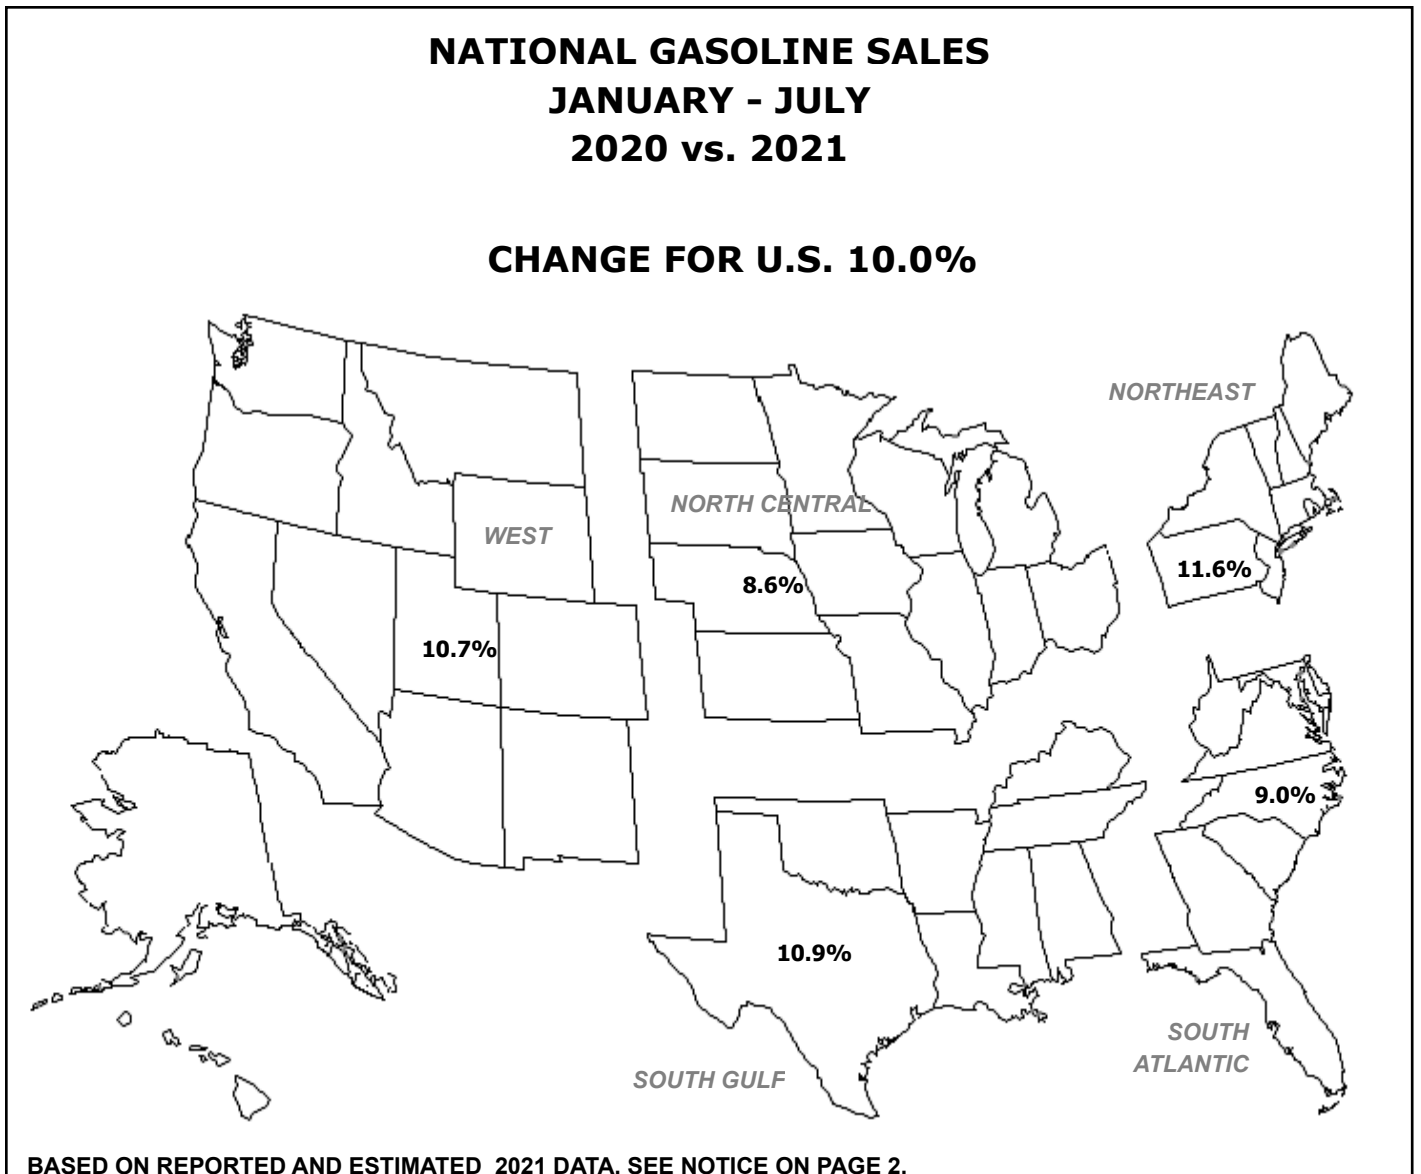 NATIONAL GASOLINE SALES
JANUARY - JULY
2020 vs. 2021
CHANGE FOR U.S. 10.0%
NORTHEAST
NORTH CENTRAL
WEST
11.6%
8.6%
10.7%
9.0%
10.9%
SOUTH
ATLANTIC
SOUTH GULF
BASED ON REPORTED AND ESTIMATED  2021 DATA. SEE NOTICE ON PAGE 2.